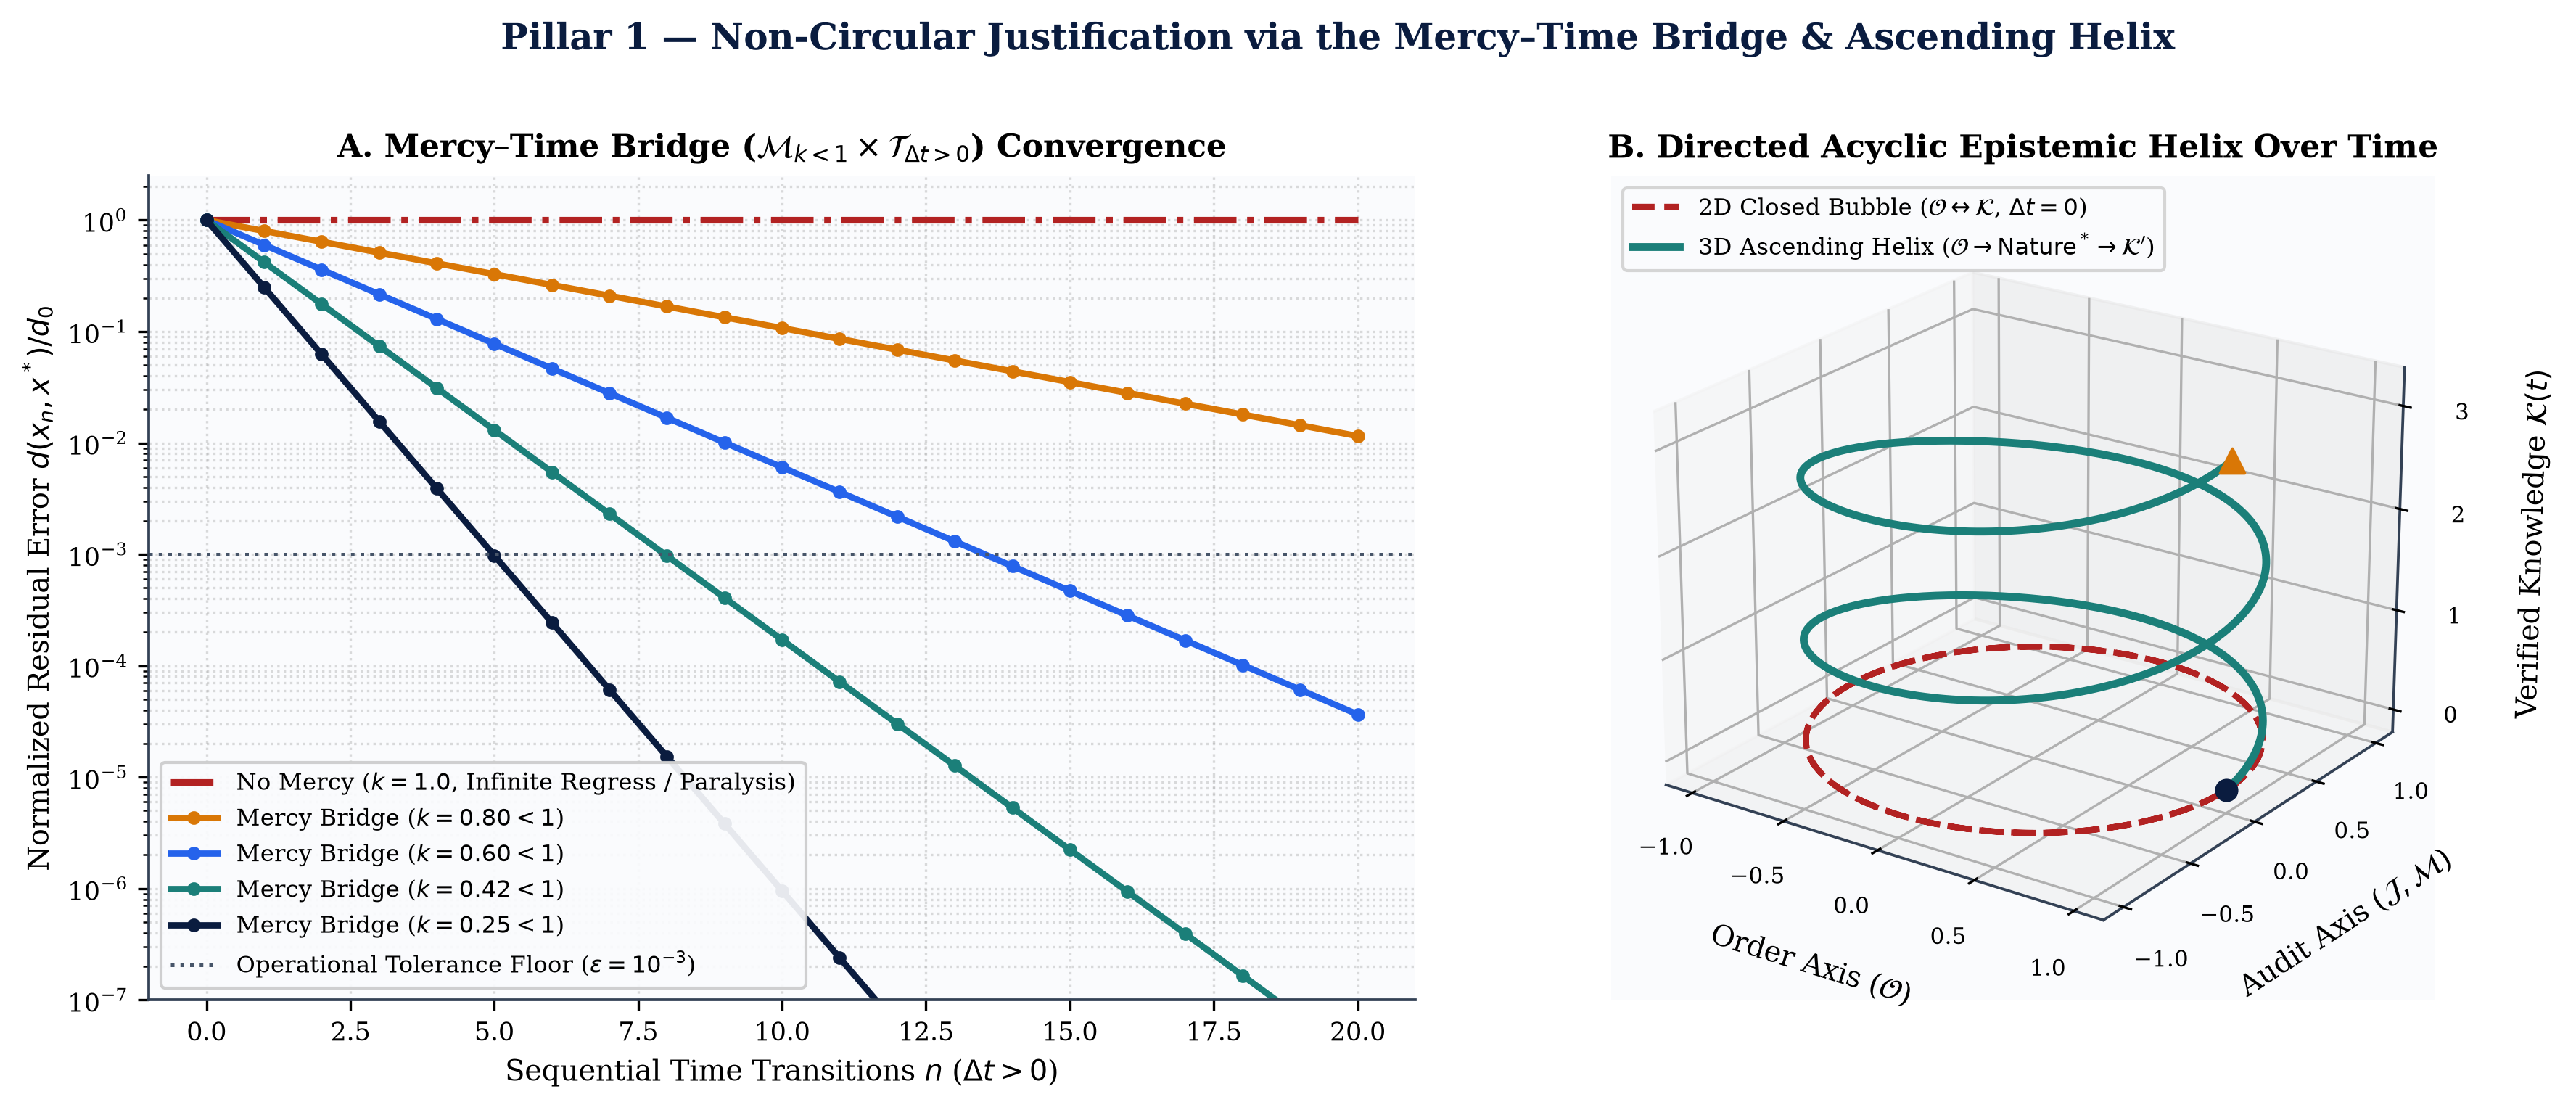 Pillar 1 — Non-Circular Justification via the Mercy–Time Bridge & Ascending Helix
A. Mercy–Time Bridge (ℳ_{k<1} × 𝒯_{Δt>0}) Convergence
Normalized Residual Error d(x_n, x^*)/d_0
10^0
10^{-1}
10^{-2}
10^{-3}
10^{-4}
10^{-5}
10^{-6}
10^{-7}
No Mercy (k = 1.0, Infinite Regress / Paralysis)
Mercy Bridge (k = 0.80 < 1)
Mercy Bridge (k = 0.60 < 1)
Mercy Bridge (k = 0.42 < 1)
Mercy Bridge (k = 0.25 < 1)
Operational Tolerance Floor (ε = 10^{-3})
0.0 2.5 5.0 7.5 10.0 12.5 15.0 17.5 20.0
Sequential Time Transitions n (Δt > 0)
B. Directed Acyclic Epistemic Helix Over Time
2D Closed Bubble (𝒪 ↔ 𝒦, Δt = 0)
3D Ascending Helix (𝒪 → Nature^* → 𝒦′)
3
2
1
0
Verified Knowledge 𝒦(t)
−1.0
−0.5
0.0
0.5
1.0
Order Axis (𝒪)
−1.0
−0.5
0.0
0.5
1.0
Audit Axis (𝒥, ℳ)